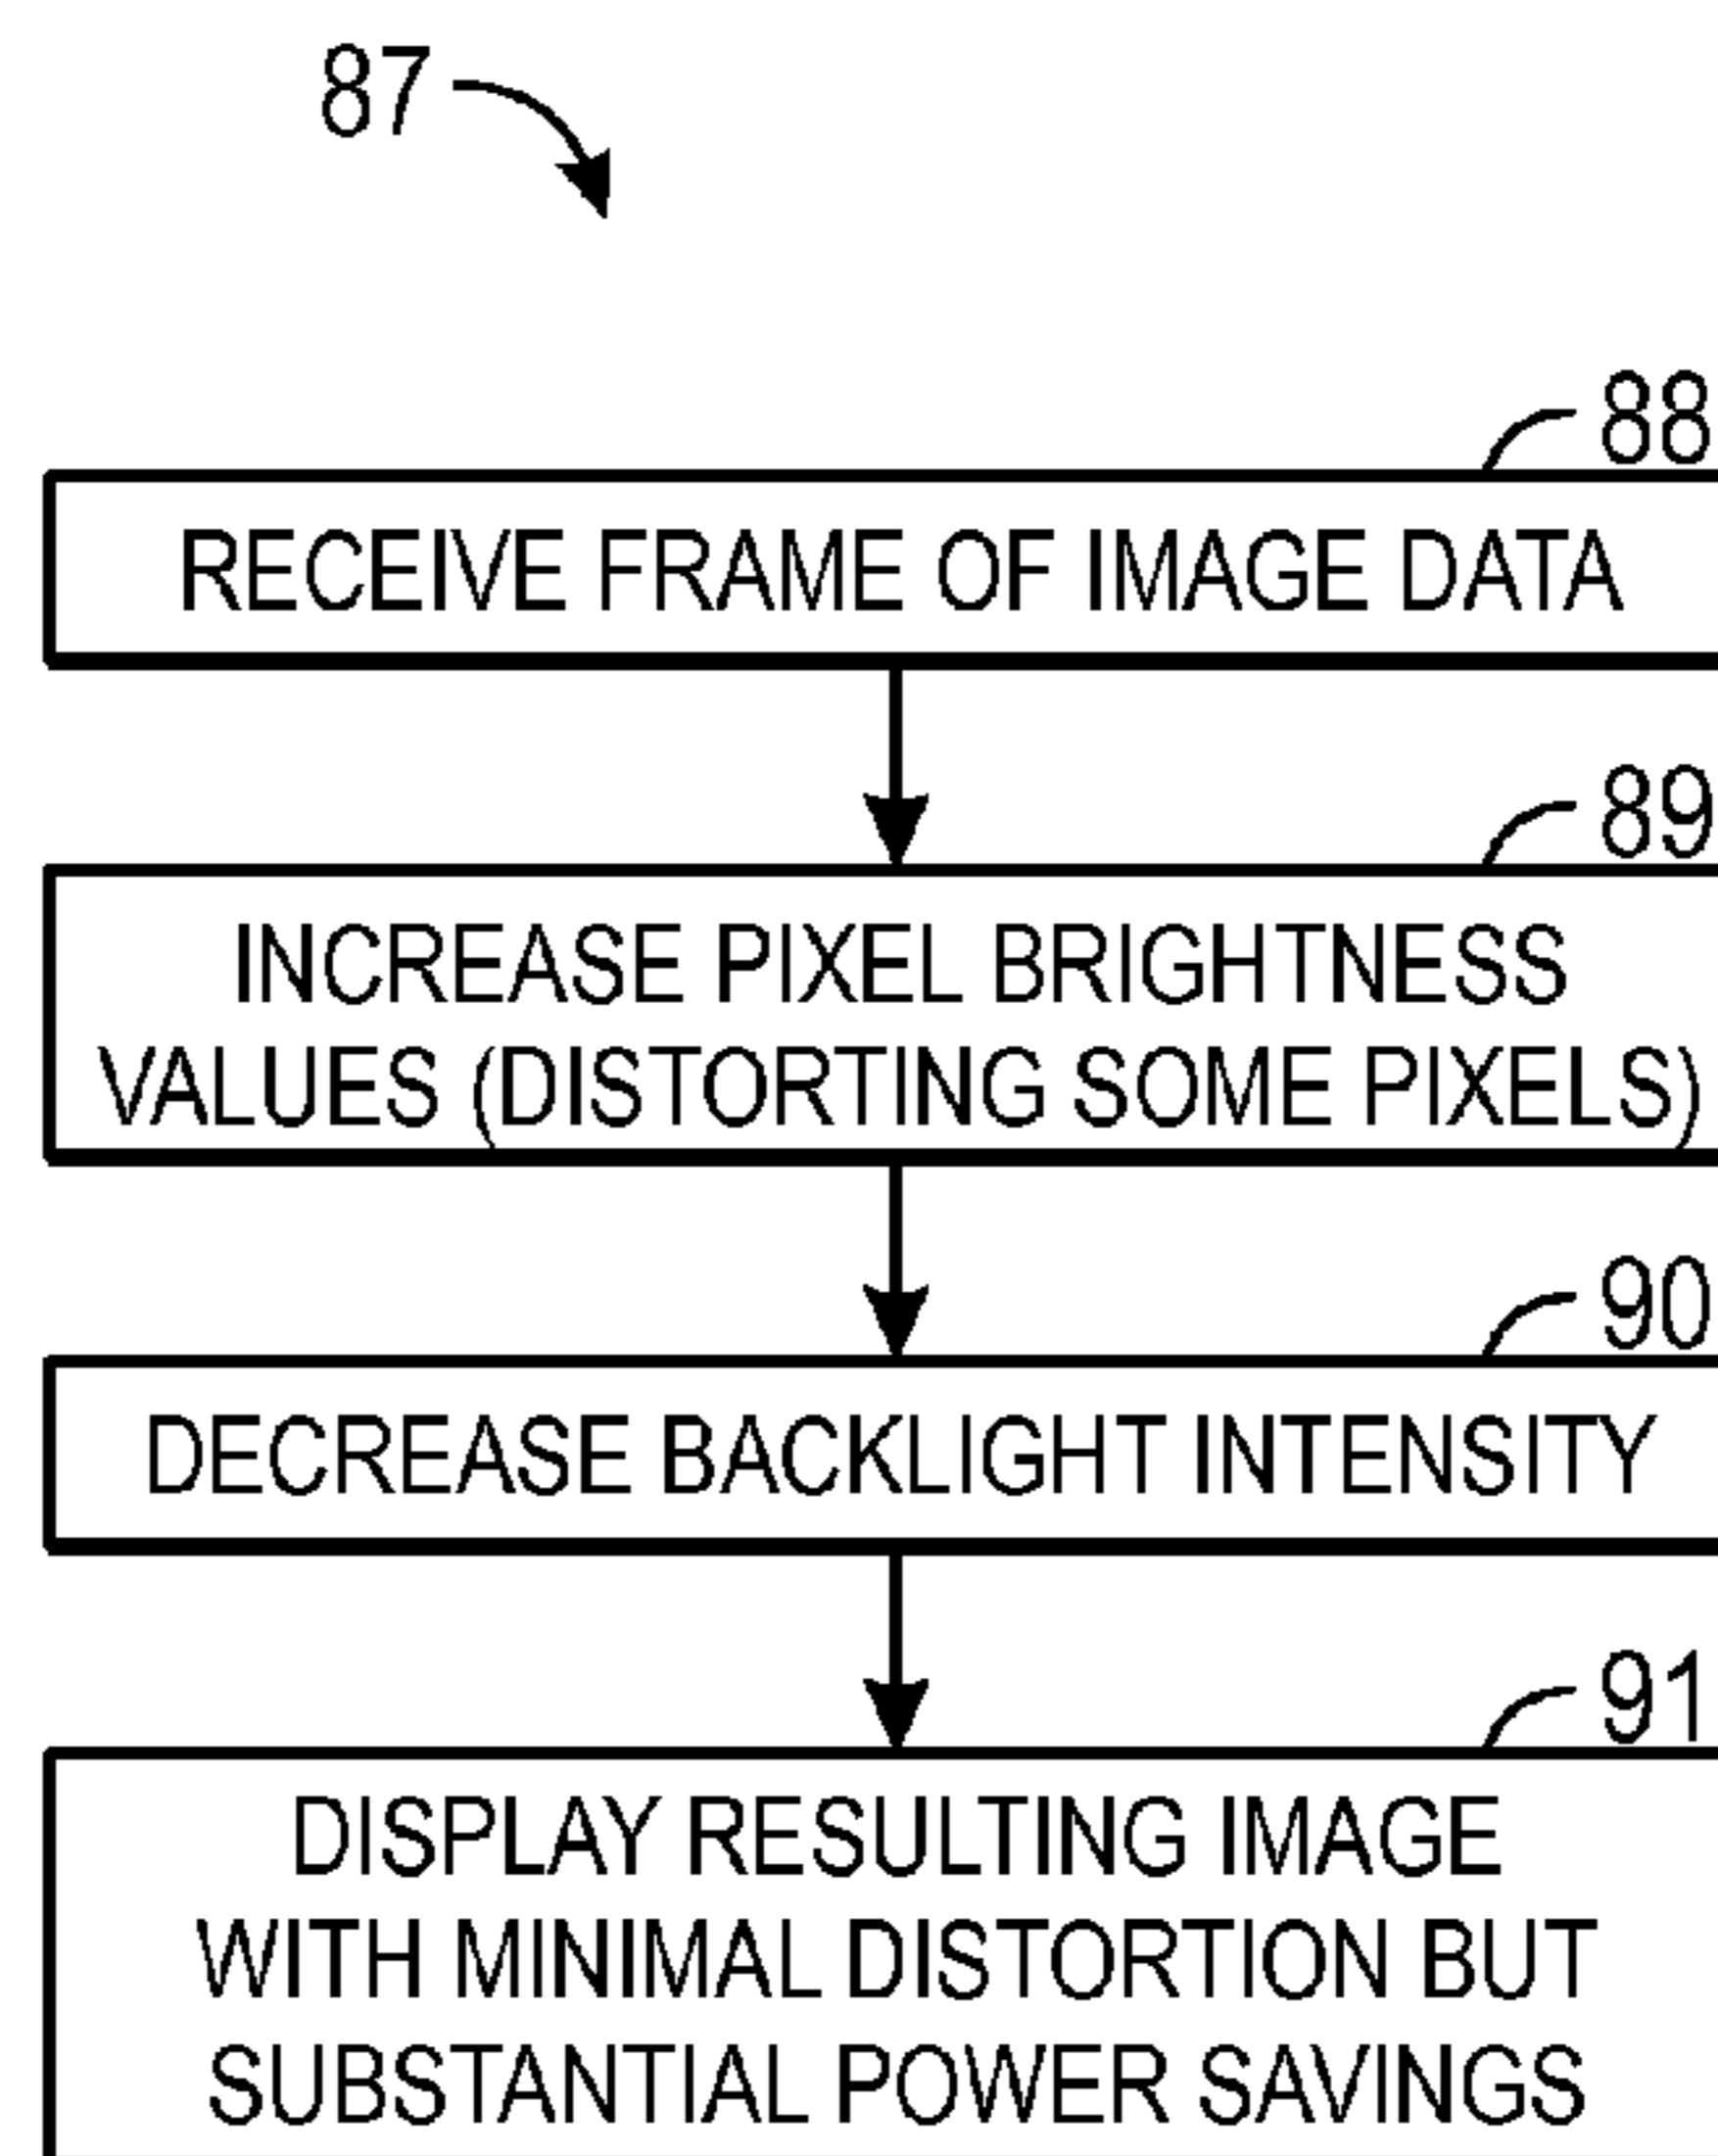 87
88
RECEIVE FRAME OF IMAGE DATA
89
INCREASE PIXEL BRIGHTNESS
VALUES (DISTORTING SOME PIXELS)
90
DECREASE BACKLIGHT INTENSITY
91
DISPLAY RESULTING IMAGE
WITH MINIMAL DISTORTION BUT
SUBSTANTIAL POWER SAVINGS